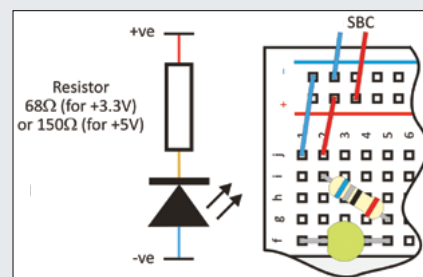 +ve
Resistor
68Ω (for +3.3V)
or 150Ω (for +5V)
-ve
SBC
-
+
1 2 3 4 5 6
j
i
h
g
f